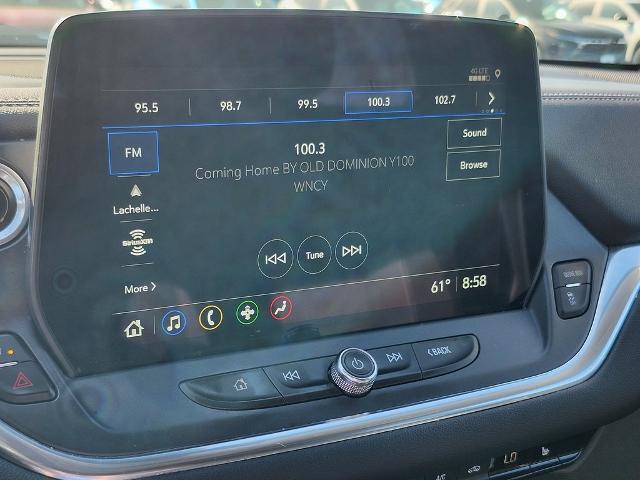 4G LTE
95.5 98.7 99.5 100.3 102.7
FM
100.3
Sound
Coming Home BY OLD DOMINION Y100
WNCY
Browse
Lachelle...
SiriusXM
Tune
More
61° 8:58
BACK
A/C
LO